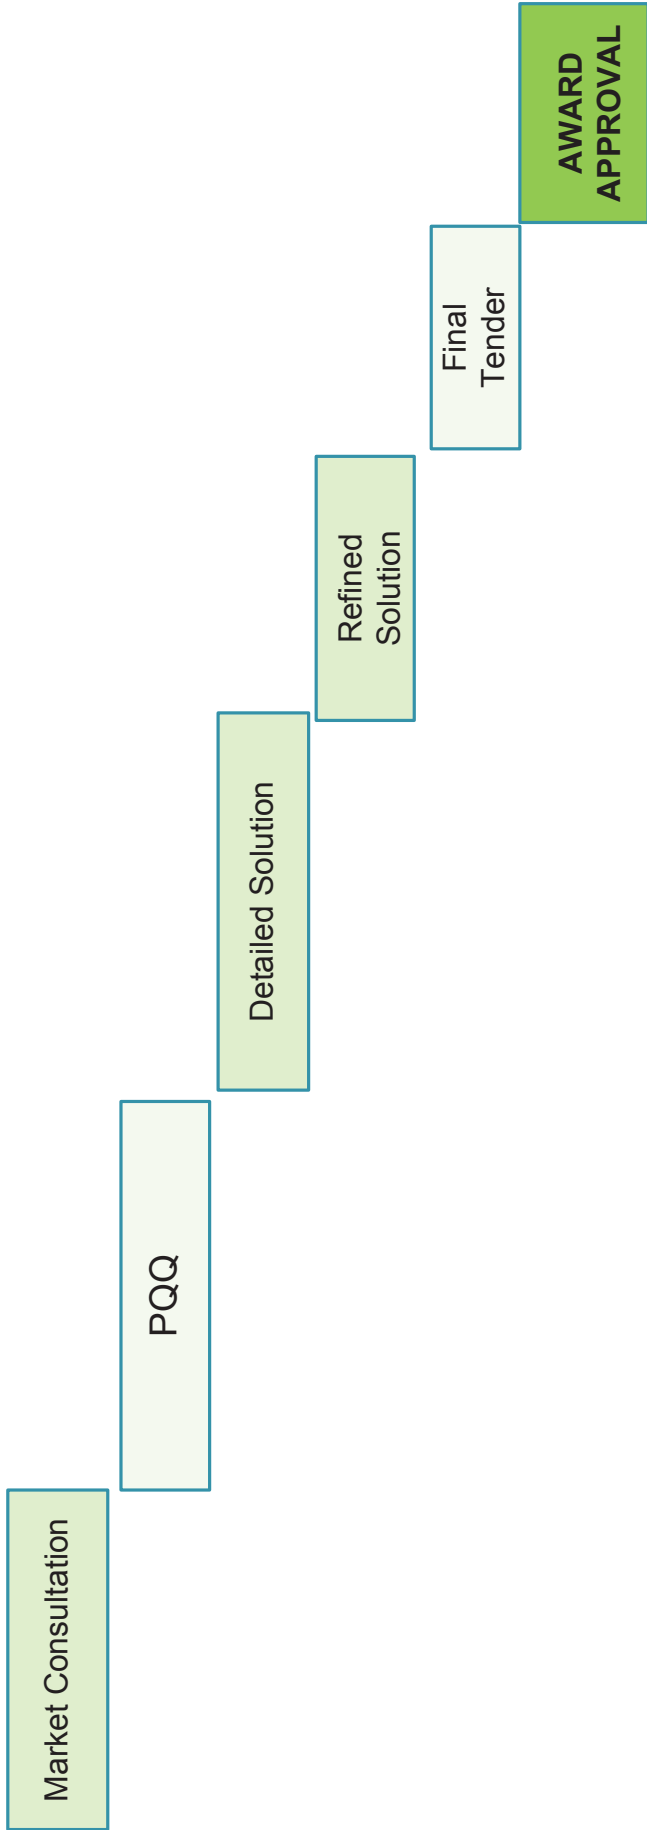 Market Consultation
PQQ
Detailed Solution
Refined
Solution
Final
Tender
AWARD
APPROVAL